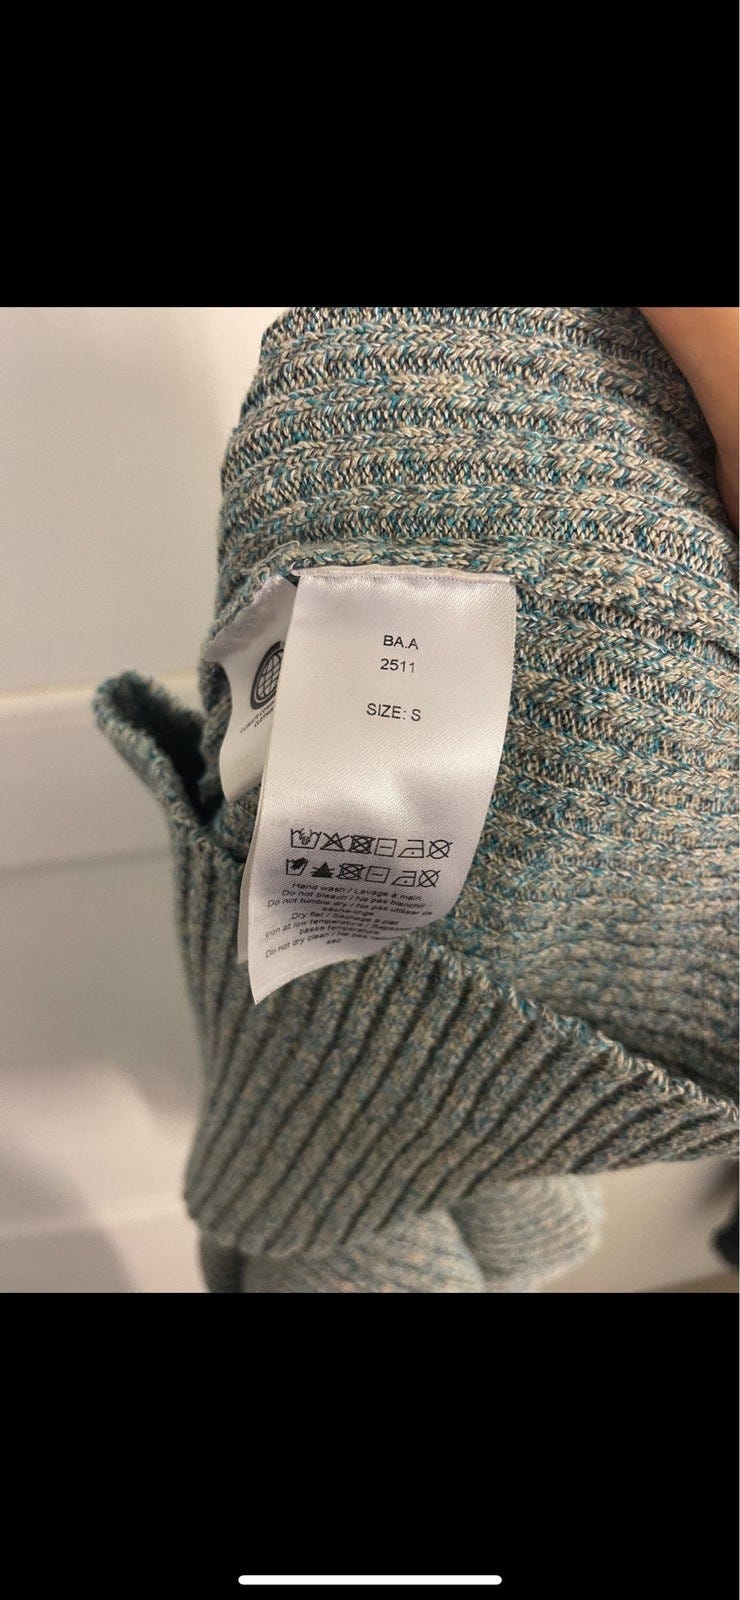 BA.A
2511
SIZE: S
Hand wash / Lavage à main
Do not bleach / Ne pas blanchir
Do not tumble dry / Ne pas utiliser de
sèche-linge
Dry flat / Séchage à plat
Iron at low temperature / Repasser
basse température
Do not dry clean / Ne pas
sec